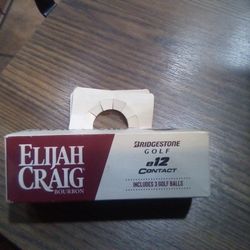 ELIJAH
CRAIG
BOURBON
BRIDGESTONE
GOLF
e12
CONTACT
INCLUDES 3 GOLF BALLS